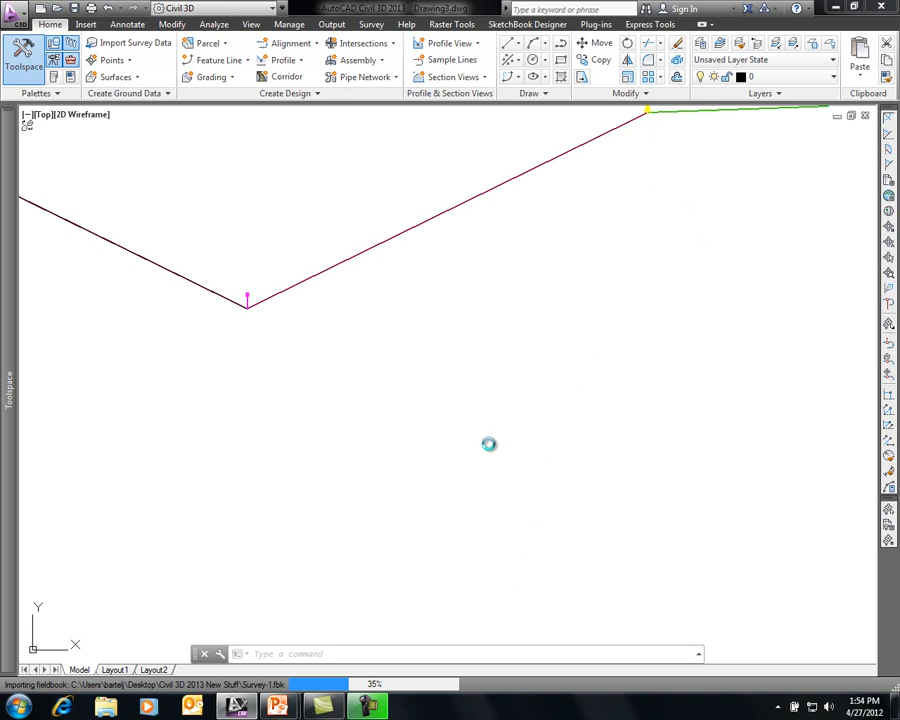 Civil 3D
AutoCAD Civil 3D 2013   Drawing3.dwg
Type a keyword or phrase
Sign In
C3D
Home Insert Annotate Modify Analyze View Manage Output Survey Help Raster Tools SketchBook Designer Plug-ins Express Tools
Toolspace
Import Survey Data
Points
Surfaces
Parcel
Feature Line
Grading
Alignment
Profile
Corridor
Intersections
Assembly
Pipe Network
Profile View
Sample Lines
Section Views
Move
Copy
Unsaved Layer State
0
Paste
Palettes
Create Ground Data
Create Design
Profile & Section Views
Draw
Modify
Layers
Clipboard
[−][Top][2D Wireframe]
Toolspace
Y
X
Type a command
Model Layout1 Layout2
Importing fieldbook: C:\Users\bartelj\Desktop\Civil 3D 2013 New Stuff\Survey-1.fbk
35%
1:54 PM
4/27/2012